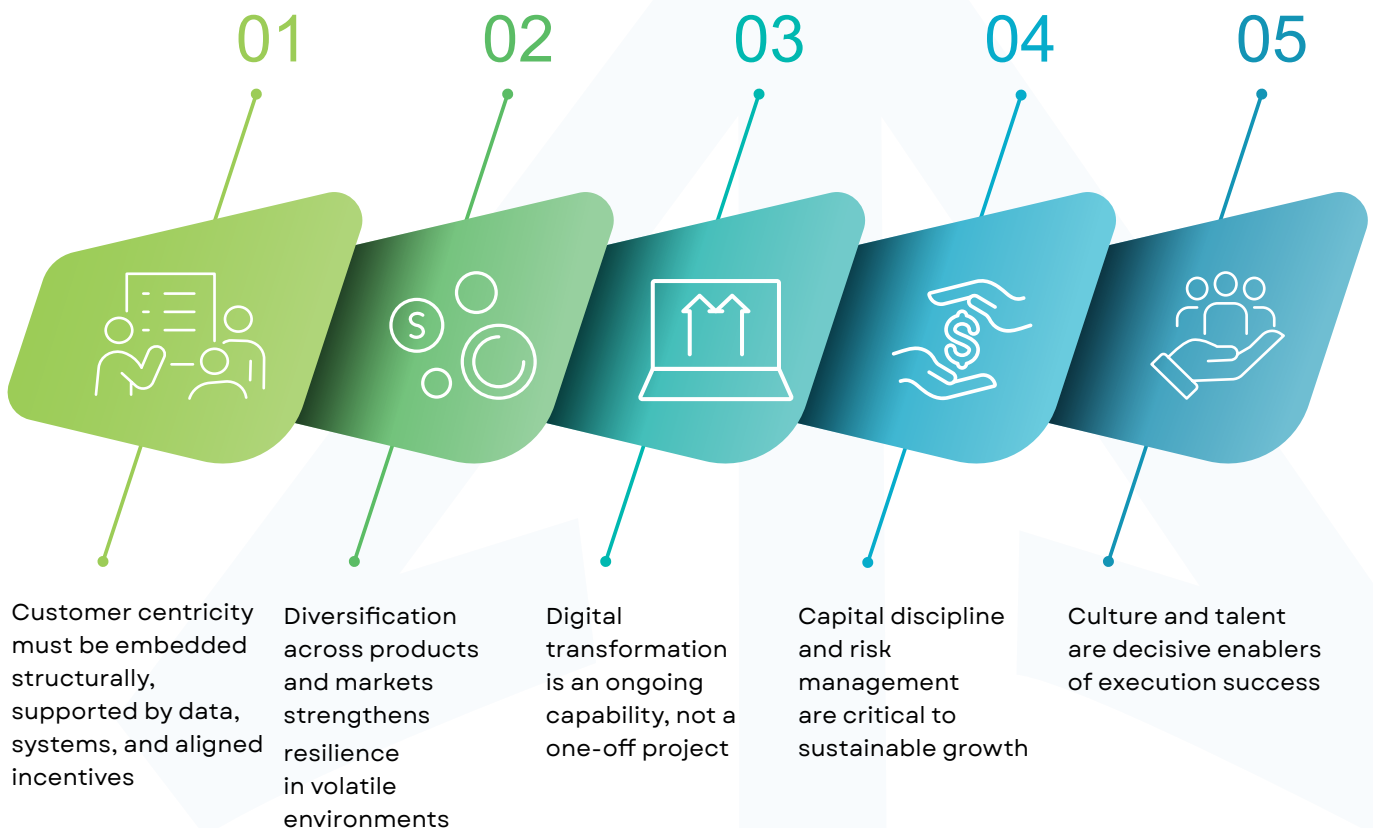 01
02
03
04
05
S
$
Customer centricity
must be embedded
structurally,
supported by data,
systems, and aligned
incentives
Diversification
across products
and markets
strengthens
resilience
in volatile
environments
Digital
transformation
is an ongoing
capability, not a
one-off project
Capital discipline
and risk
management
are critical to
sustainable growth
Culture and talent
are decisive enablers
of execution success